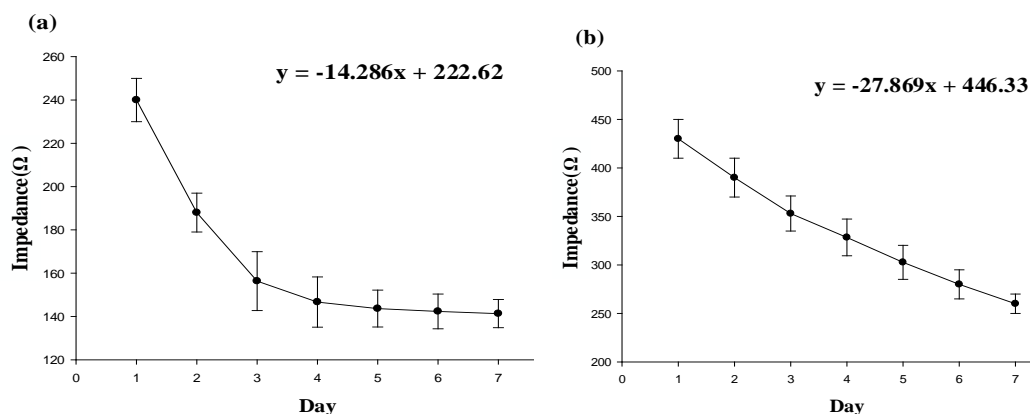 (a)
y = -14.286x + 222.62
260
240
220
200
180
160
140
120
0 1 2 3 4 5 6 7
Impedance(Ω )
Day
(b)
y = -27.869x + 446.33
500
450
400
350
300
250
200
0 1 2 3 4 5 6 7
Impedance(Ω )
Day